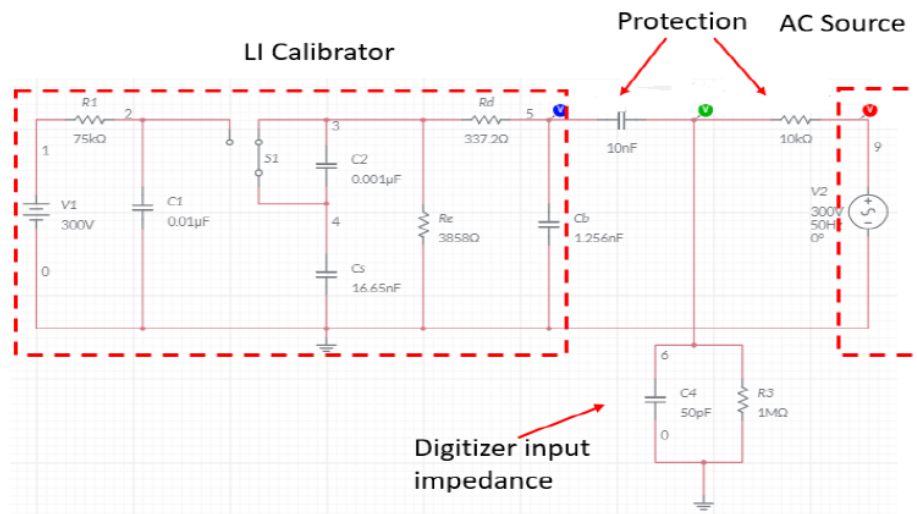 Protection
AC Source
LI Calibrator
R1
75kΩ
2
1
V1
300V
0
C1
0.01µF
S1
3
C2
0.001µF
4
Cs
16.65nF
Re
3858Ω
Rd
337.2Ω
5
V
Cb
1.256nF
10nF
V
10kΩ
V
9
V2
300V
50H
0°
6
C4
50pF
0
R3
1MΩ
Digitizer input
impedance